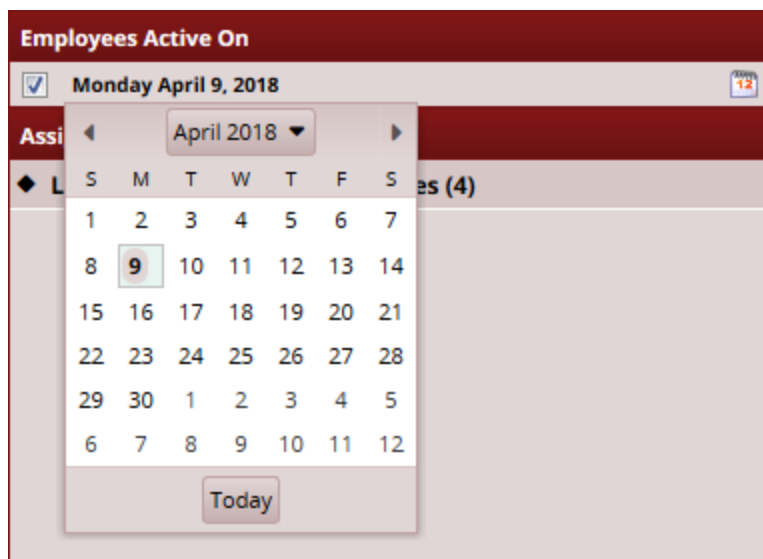 Employees Active On
Monday April 9, 2018
12
Assi
April 2018
L
es (4)
S M T W T F S
1 2 3 4 5 6 7
8 9 10 11 12 13 14
15 16 17 18 19 20 21
22 23 24 25 26 27 28
29 30 1 2 3 4 5
6 7 8 9 10 11 12
Today